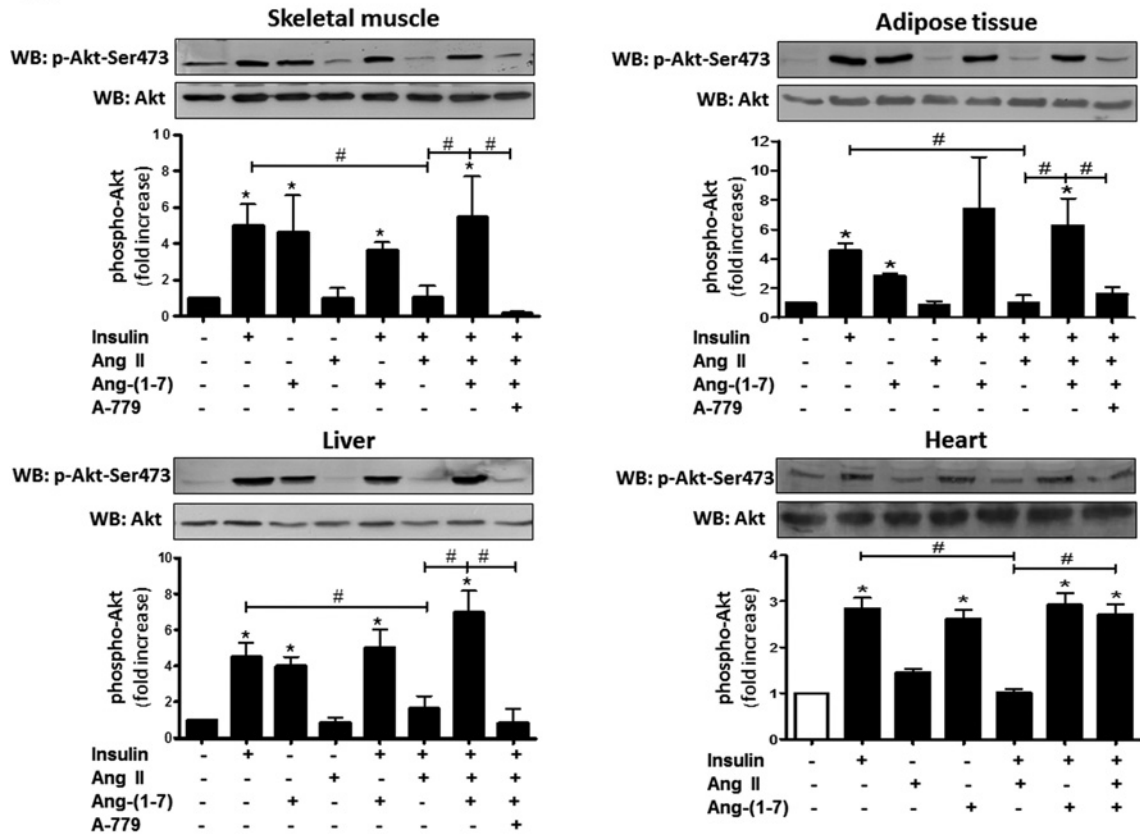 Skeletal muscle
WB: p-Akt-Ser473
WB: Akt
phospho-Akt
(fold increase)
10
8
6
4
2
0
# # #
* * * *
Insulin - + - - + + + +
Ang II - - - + - + + +
Ang-(1-7) - - + - + - + +
A-779 - - - - - - - +
Adipose tissue
WB: p-Akt-Ser473
WB: Akt
phospho-Akt
(fold increase)
12
10
8
6
4
2
0
# # #
* * *
Insulin - + - - + + + +
Ang II - - - + - + + +
Ang-(1-7) - - + - + - + +
A-779 - - - - - - - +
Liver
WB: p-Akt-Ser473
WB: Akt
phospho-Akt
(fold increase)
10
8
6
4
2
0
# # #
* * * *
Insulin - + - - + + + +
Ang II - - - + - + + +
Ang-(1-7) - - + - + - + +
A-779 - - - - - - - +
Heart
WB: p-Akt-Ser473
WB: Akt
phospho-Akt
(fold increase)
4
3
2
1
0
# #
* * * *
Insulin - + - - + + +
Ang II - - + - + - +
Ang-(1-7) - - - + - + +